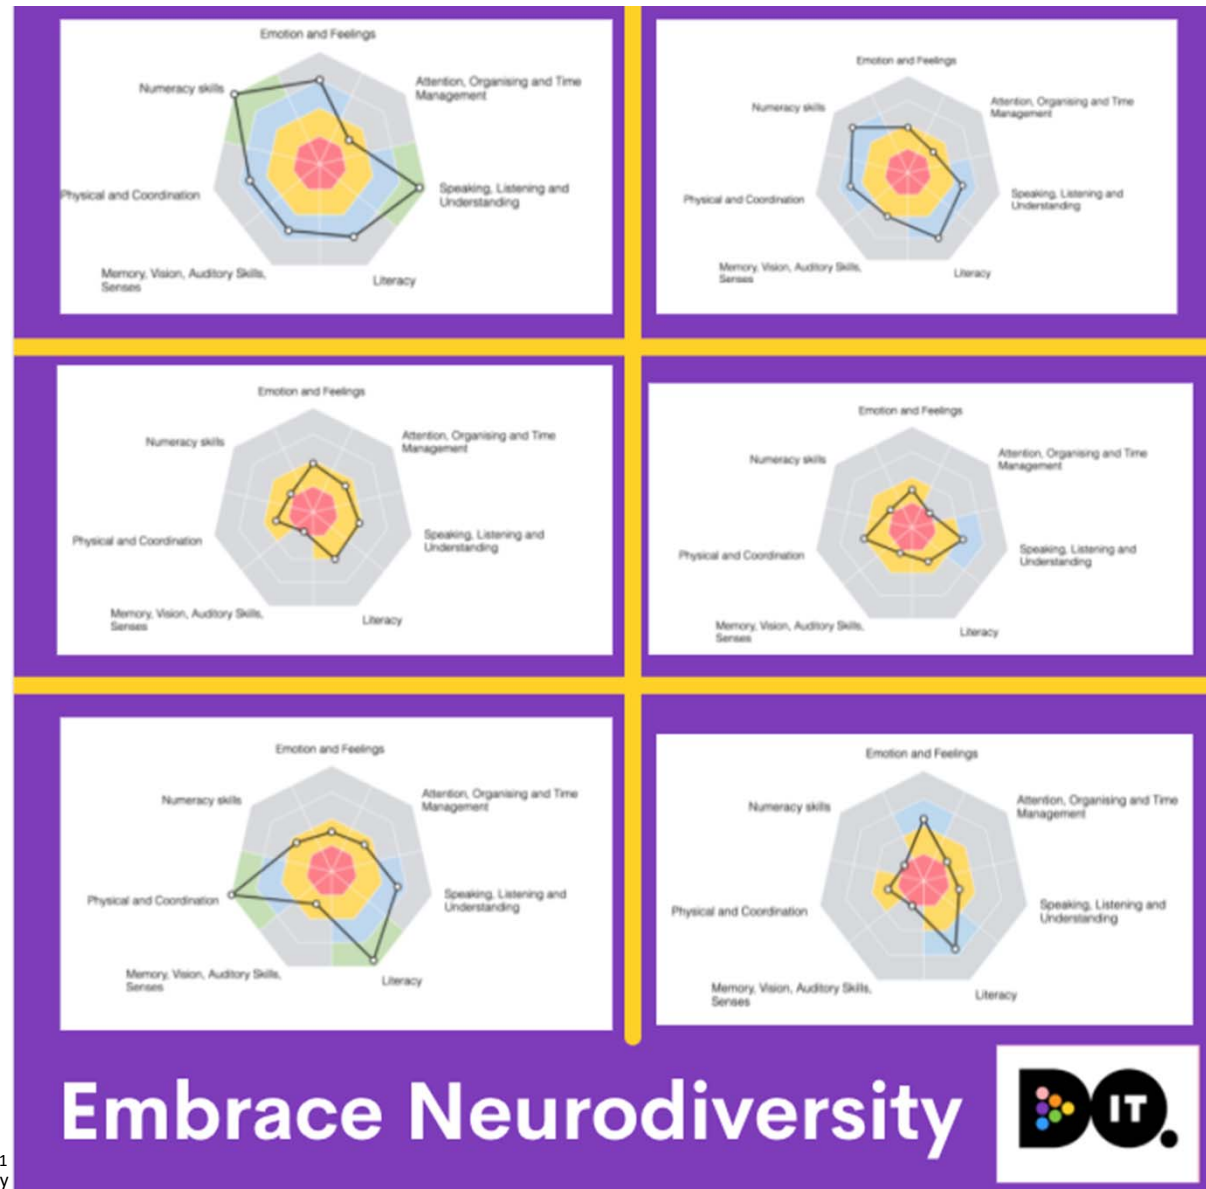 Emotion and Feelings
Numeracy skills
Attention, Organising and Time
Management
Physical and Coordination
Speaking, Listening and
Understanding
Memory, Vision, Auditory Skills,
Senses
Literacy
Emotion and Feelings
Numeracy skills
Attention, Organising and Time
Management
Physical and Coordination
Speaking, Listening and
Understanding
Memory, Vision, Auditory Skills,
Senses
Literacy
Emotion and Feelings
Numeracy skills
Attention, Organising and Time
Management
Physical and Coordination
Speaking, Listening and
Understanding
Memory, Vision, Auditory Skills,
Senses
Literacy
Emotion and Feelings
Numeracy skills
Attention, Organising and Time
Management
Physical and Coordination
Speaking, Listening and
Understanding
Memory, Vision, Auditory Skills,
Senses
Literacy
Emotion and Feelings
Numeracy skills
Attention, Organising and Time
Management
Physical and Coordination
Speaking, Listening and
Understanding
Memory, Vision, Auditory Skills,
Senses
Literacy
Emotion and Feelings
Numeracy skills
Attention, Organising and Time
Management
Physical and Coordination
Speaking, Listening and
Understanding
Memory, Vision, Auditory Skills,
Senses
Literacy
Embrace Neurodiversity
DO IT.
1
y